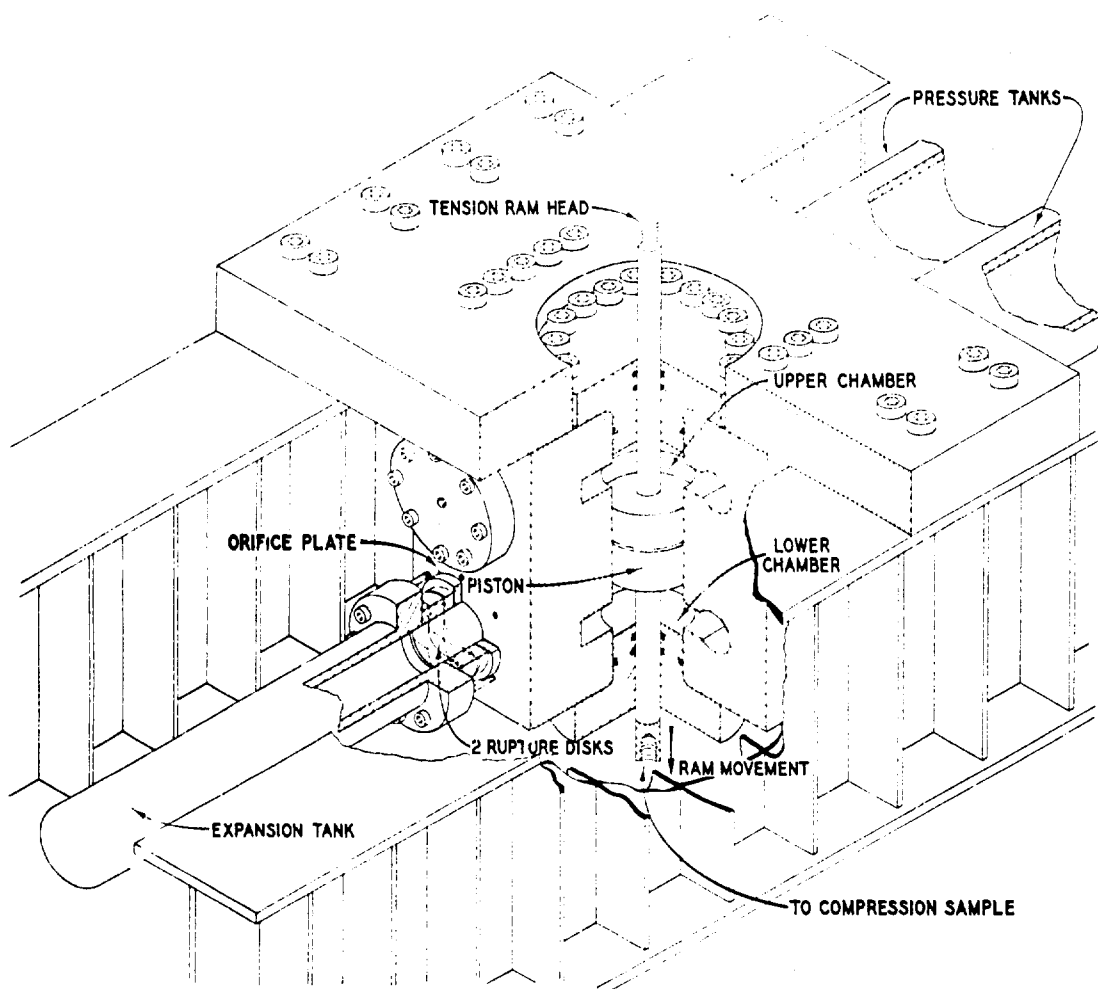 PRESSURE TANKS
TENSION RAM HEAD
UPPER CHAMBER
ORIFICE PLATE
LOWER
CHAMBER
PISTON
2 RUPTURE DISKS
RAM MOVEMENT
EXPANSION TANK
TO COMPRESSION SAMPLE